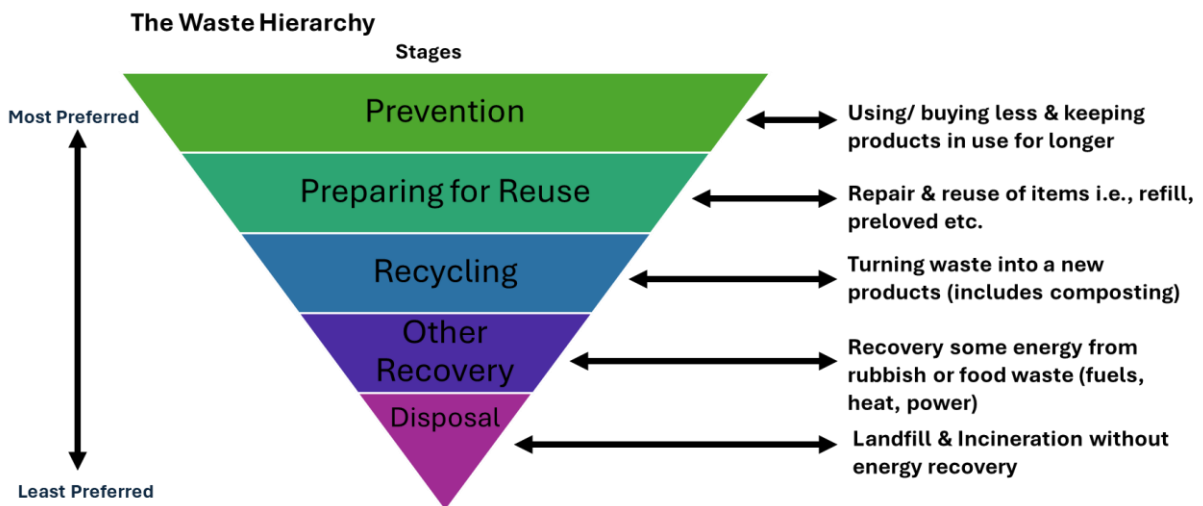 The Waste Hierarchy
Stages
Most Preferred
Prevention
Using/ buying less & keeping
products in use for longer
Preparing for Reuse
Repair & reuse of items i.e., refill,
preloved etc.
Recycling
Turning waste into a new
products (includes composting)
Other
Recovery
Recovery some energy from
rubbish or food waste (fuels,
heat, power)
Disposal
Landfill & Incineration without
energy recovery
Least Preferred